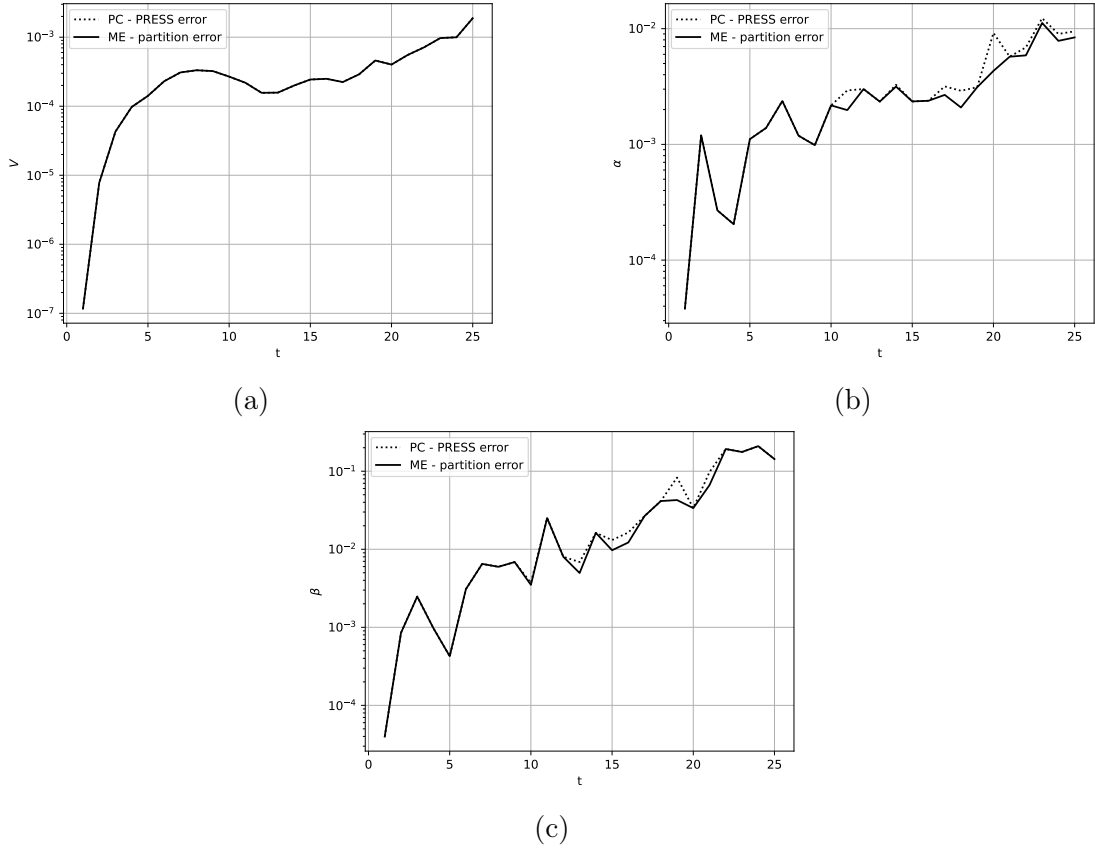 PC - PRESS error
ME - partition error
10⁻³
10⁻⁴
10⁻⁵
10⁻⁶
10⁻⁷
V
0 5 10 15 20 25
t
(a)
PC - PRESS error
ME - partition error
10⁻²
10⁻³
10⁻⁴
α
0 5 10 15 20 25
t
(b)
PC - PRESS error
ME - partition error
10⁻¹
10⁻²
10⁻³
10⁻⁴
β
0 5 10 15 20 25
t
(c)